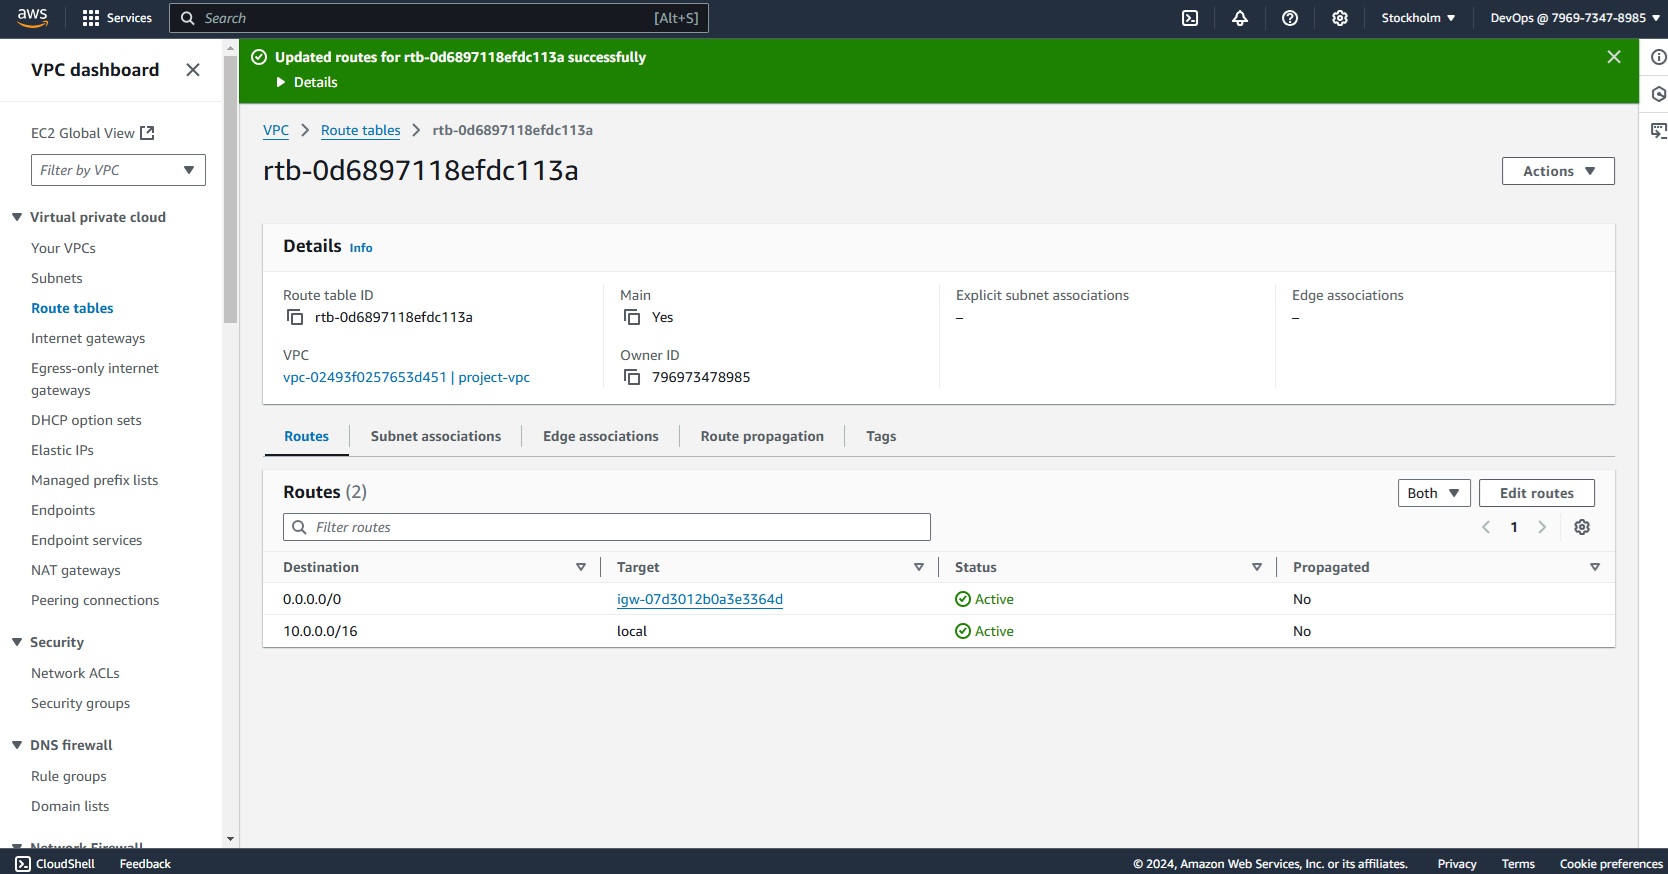 aws
Services
Search
[Alt+S]
Stockholm
DevOps @ 7969-7347-8985
VPC dashboard
EC2 Global View
Filter by VPC
Virtual private cloud
Your VPCs
Subnets
Route tables
Internet gateways
Egress-only internet
gateways
DHCP option sets
Elastic IPs
Managed prefix lists
Endpoints
Endpoint services
NAT gateways
Peering connections
Security
Network ACLs
Security groups
DNS firewall
Rule groups
Domain lists
Network Firewall
Updated routes for rtb-0d6897118efdc113a successfully
Details
VPC
Route tables
rtb-0d6897118efdc113a
rtb-0d6897118efdc113a
Actions
Details Info
Route table ID
rtb-0d6897118efdc113a
Main
Yes
Explicit subnet associations
–
Edge associations
–
VPC
vpc-02493f0257653d451 | project-vpc
Owner ID
796973478985
Routes
Subnet associations
Edge associations
Route propagation
Tags
Routes (2)
Both
Edit routes
Filter routes
1
Destination Target Status Propagated
0.0.0.0/0 igw-07d3012b0a3e3364d Active No
10.0.0.0/16 local Active No
CloudShell
Feedback
© 2024, Amazon Web Services, Inc. or its affiliates.
Privacy
Terms
Cookie preferences